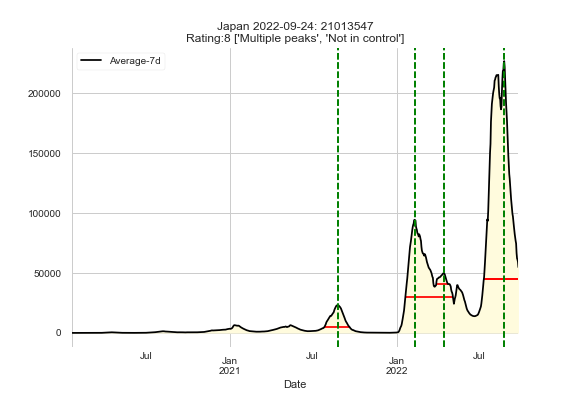 Japan 2022-09-24: 21013547
Rating:8 ['Multiple peaks', 'Not in control']
Average-7d
200000
150000
100000
50000
0
Jul
Jan
2021
Jul
Jan
2022
Jul
Date